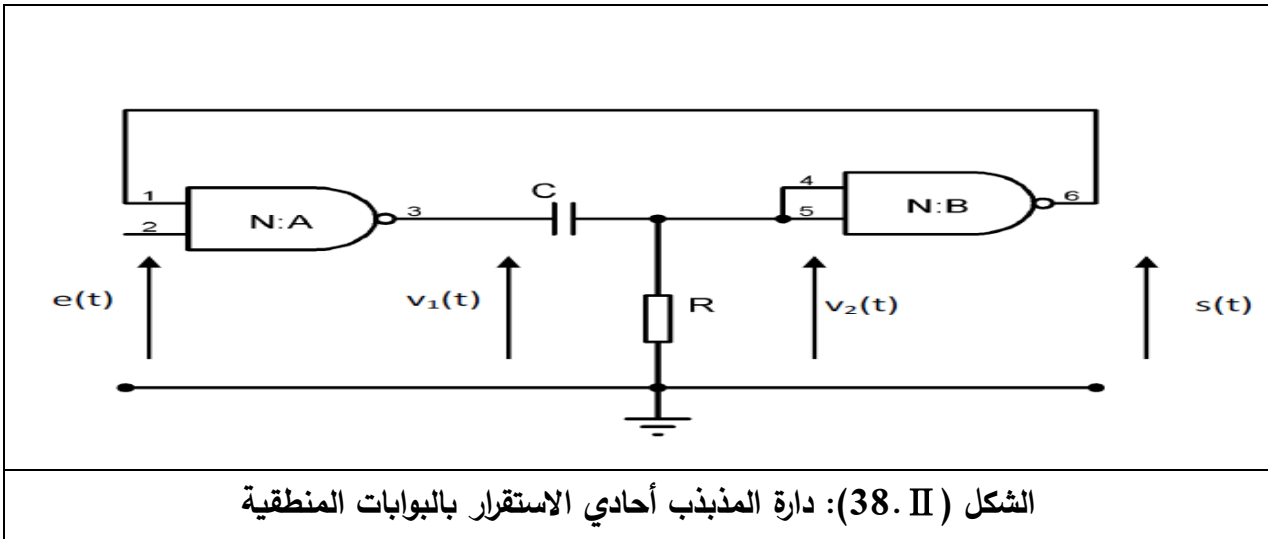 1
2
N:A
3
C
4
5
N:B
6
e(t)
v₁(t)
R
v₂(t)
s(t)
الشكل (38.Ⅱ): دارة المذبذب أحادي الاستقرار بالبوابات المنطقية